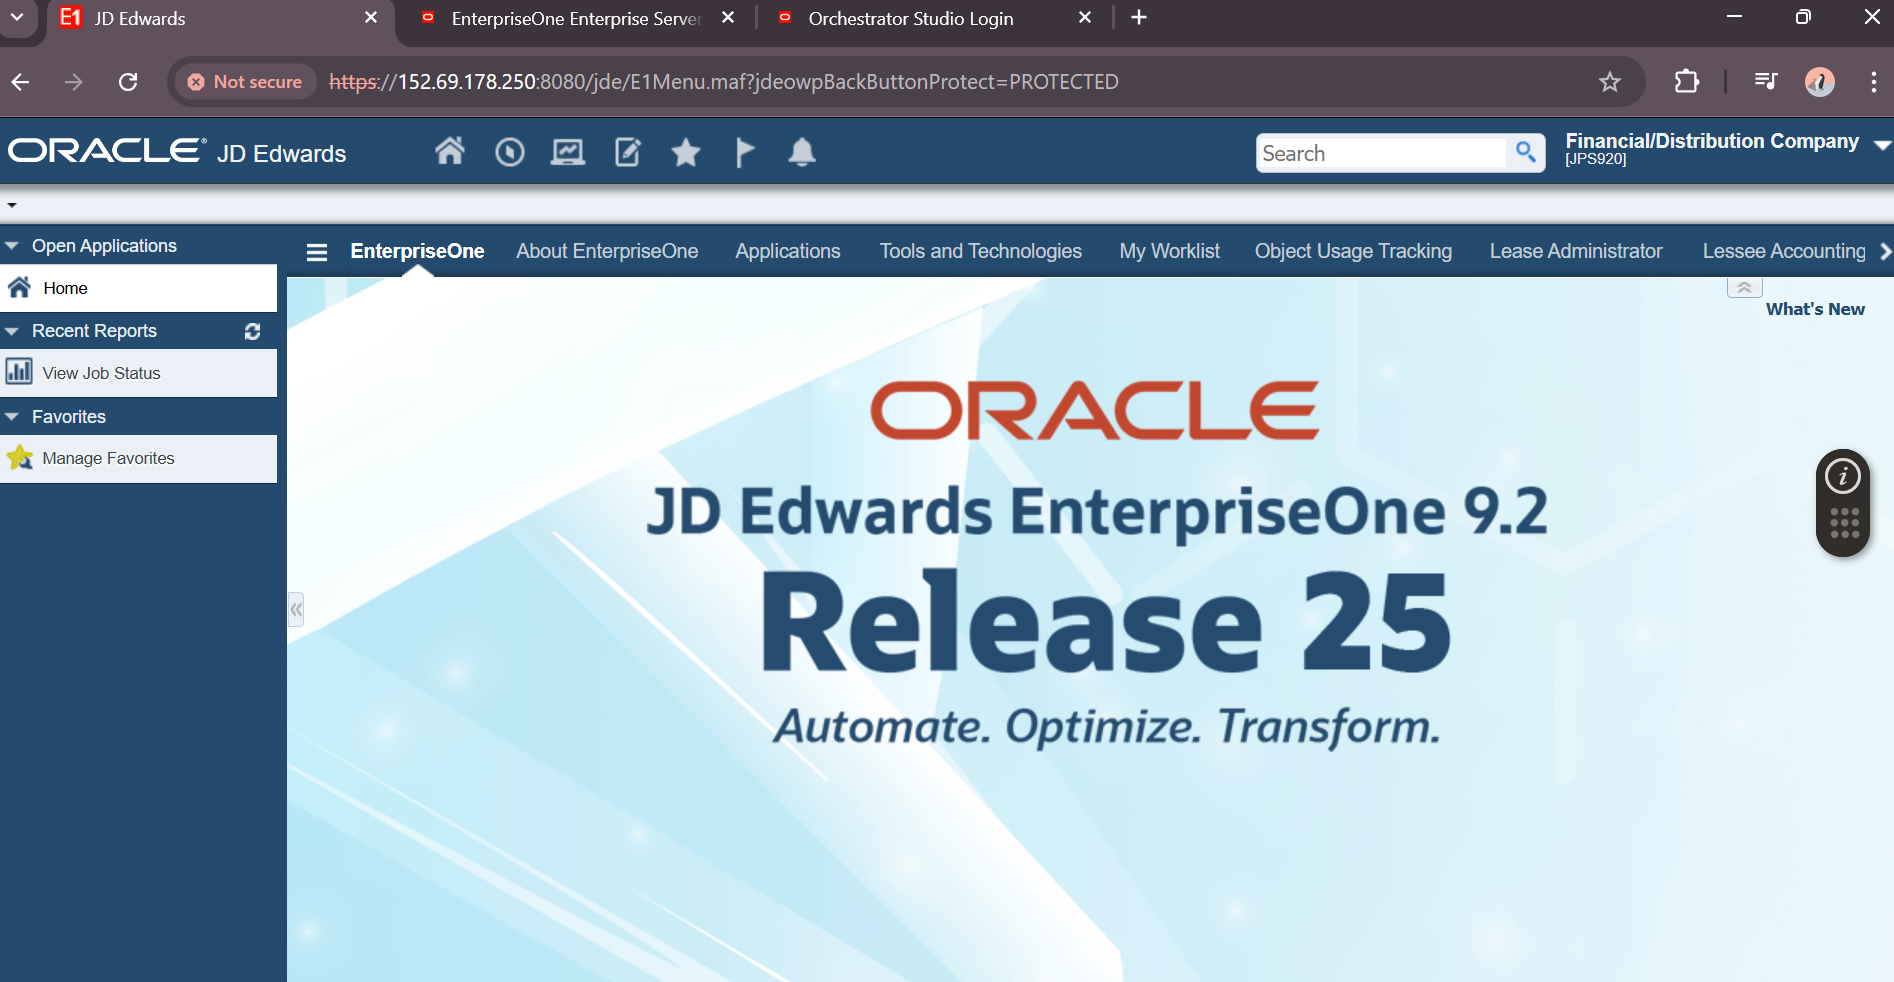 E1 JD Edwards
EnterpriseOne Enterprise Server
Orchestrator Studio Login
Not secure
https://152.69.178.250:8080/jde/E1Menu.maf?jdeowpBackButtonProtect=PROTECTED
ORACLE® JD Edwards
Search
Financial/Distribution Company
[JPS920]
Open Applications
EnterpriseOne
About EnterpriseOne
Applications
Tools and Technologies
My Worklist
Object Usage Tracking
Lease Administrator
Lessee Accounting
Home
Recent Reports
View Job Status
Favorites
Manage Favorites
What's New
ORACLE
JD Edwards EnterpriseOne 9.2
Release 25
Automate. Optimize. Transform.
i